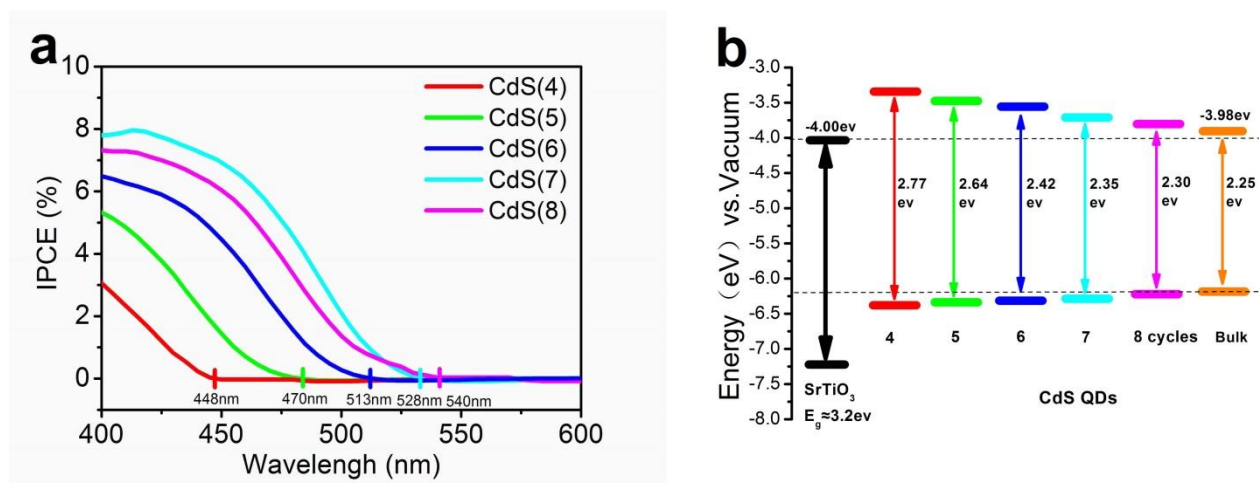 a
10
8
6
4
2
0
IPCE (%)
CdS(4)
CdS(5)
CdS(6)
CdS(7)
CdS(8)
448nm
470nm
513nm
528nm
540nm
400
450
500
550
600
Wavelengh (nm)
b
Energy（eV）vs.Vacuum
-3.0
-3.5
-4.0
-4.5
-5.0
-5.5
-6.0
-6.5
-7.0
-7.5
-8.0
-4.00ev
-3.98ev
2.77
ev
2.64
ev
2.42
ev
2.35
ev
2.30
ev
2.25
ev
4
5
6
7
8 cycles
Bulk
SrTiO₃
E_g≈3.2ev
CdS QDs